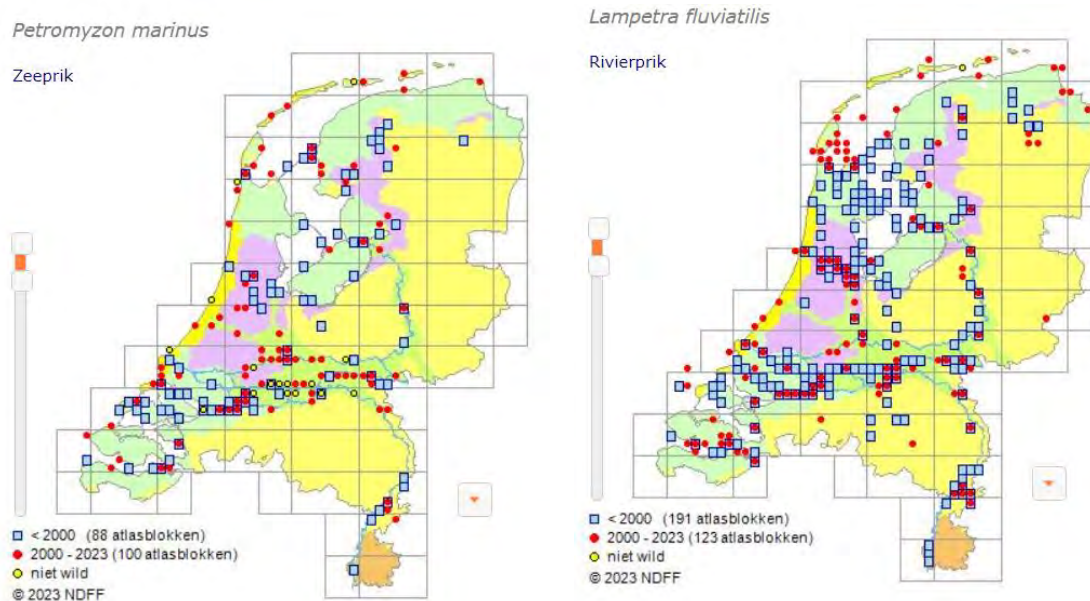 Petromyzon marinus
Zeeprik
< 2000 (88 atlasblokken)
2000 - 2023 (100 atlasblokken)
niet wild
© 2023 NDFF
Lampetra fluviatilis
Rivierprik
< 2000 (191 atlasblokken)
2000 - 2023 (123 atlasblokken)
niet wild
© 2023 NDFF